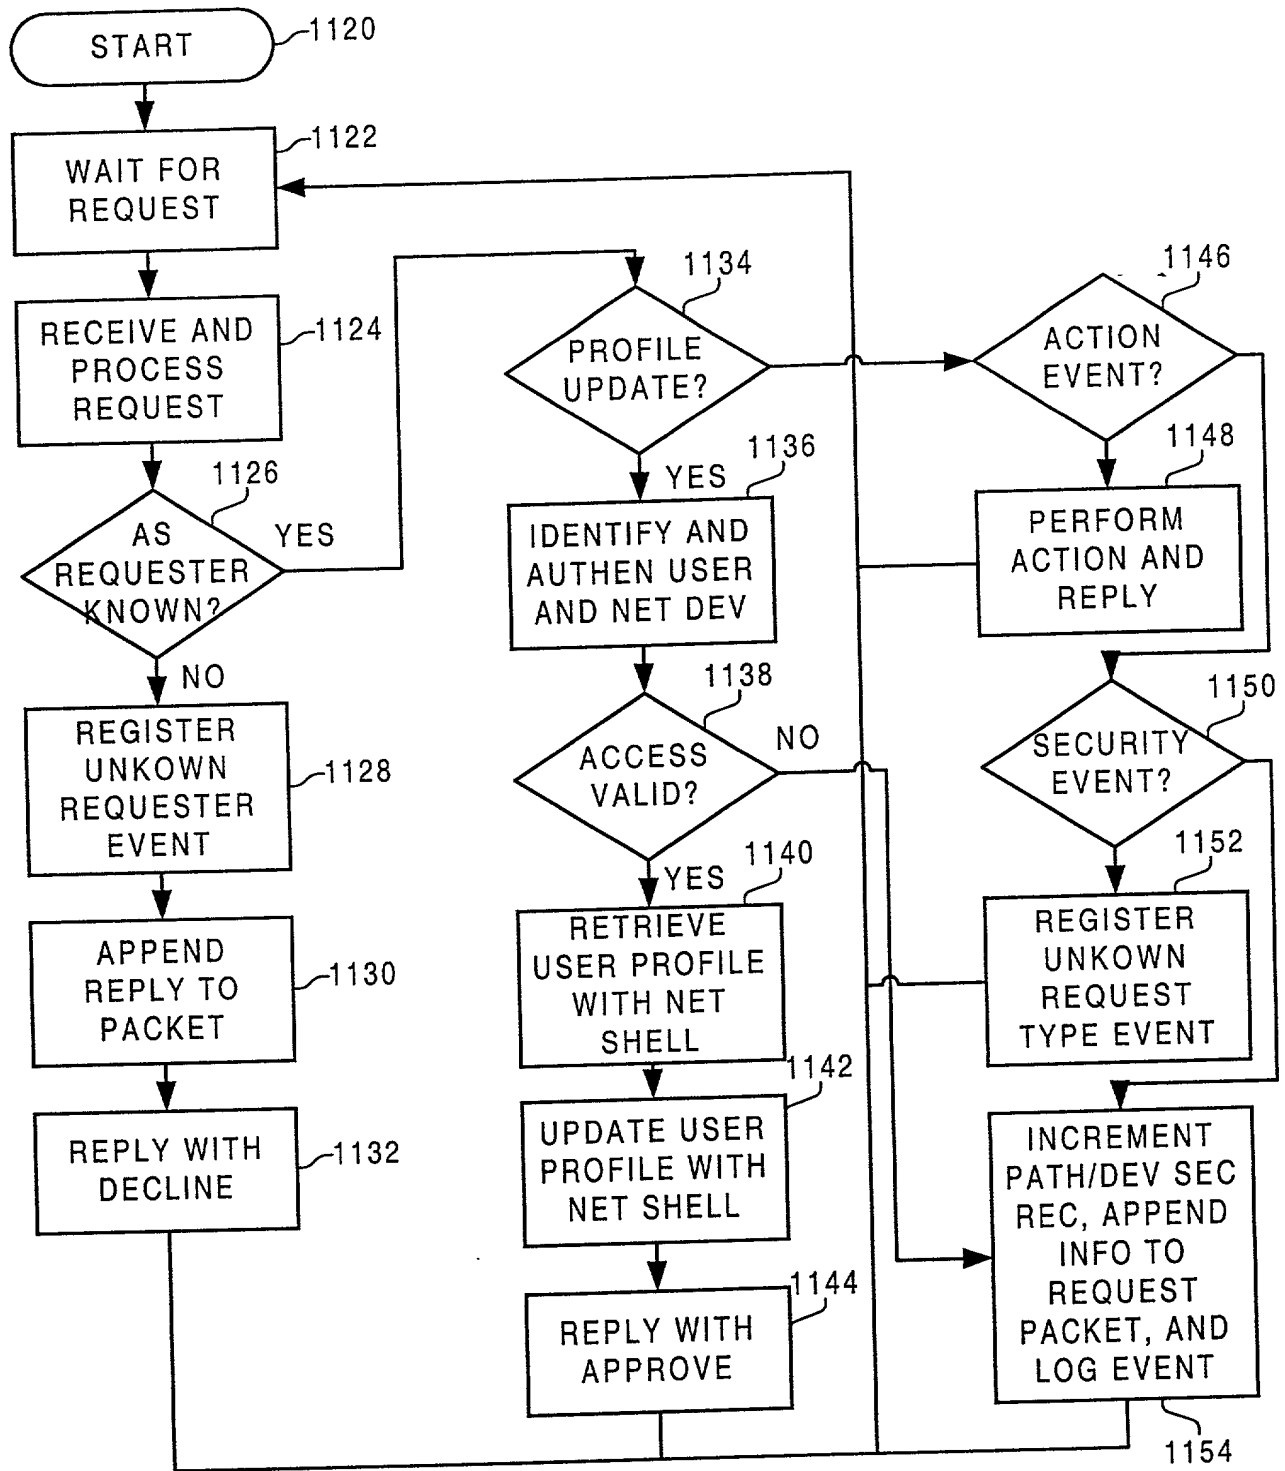 START
1120
1122
WAIT FOR
REQUEST
RECEIVE AND
PROCESS
REQUEST
1124
1126
AS
REQUESTER
KNOWN?
YES
NO
REGISTER
UNKOWN
REQUESTER
EVENT
1128
APPEND
REPLY TO
PACKET
1130
REPLY WITH
DECLINE
1132
1134
PROFILE
UPDATE?
YES
1136
IDENTIFY AND
AUTHEN USER
AND NET DEV
1138
ACCESS
VALID?
NO
YES
1140
RETRIEVE
USER PROFILE
WITH NET
SHELL
1142
UPDATE USER
PROFILE WITH
NET SHELL
1144
REPLY WITH
APPROVE
1146
ACTION
EVENT?
1148
PERFORM
ACTION AND
REPLY
1150
SECURITY
EVENT?
1152
REGISTER
UNKOWN
REQUEST
TYPE EVENT
INCREMENT
PATH/DEV SEC
REC, APPEND
INFO TO
REQUEST
PACKET, AND
LOG EVENT
1154